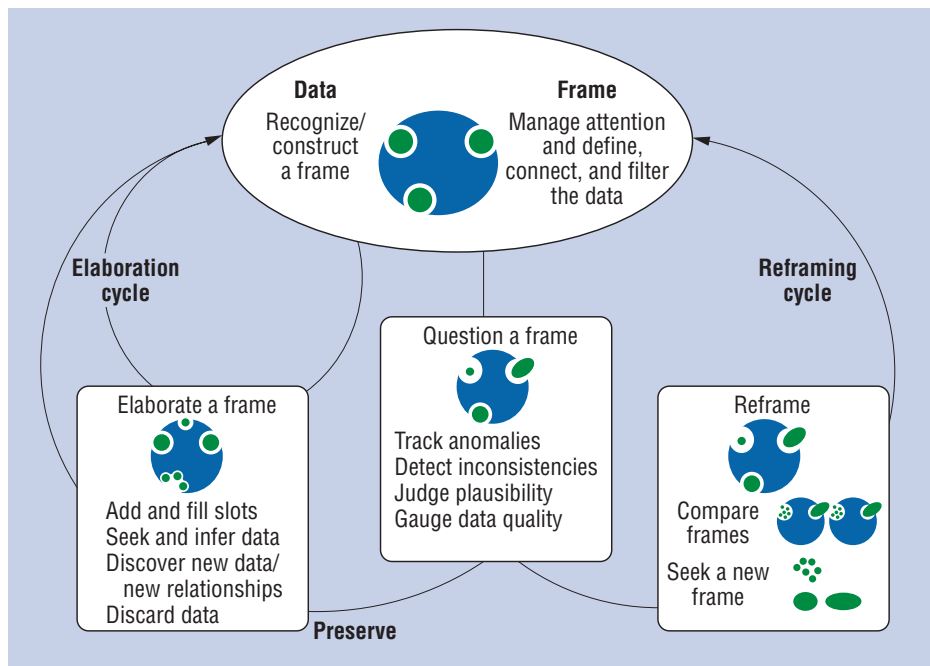 Data
Recognize/
construct
a frame
Frame
Manage attention
and define,
connect, and filter
the data
Elaboration
cycle
Reframing
cycle
Question a frame
Track anomalies
Detect inconsistencies
Judge plausibility
Gauge data quality
Elaborate a frame
Add and fill slots
Seek and infer data
Discover new data/
new relationships
Discard data
Reframe
Compare
frames
Seek a new
frame
Preserve